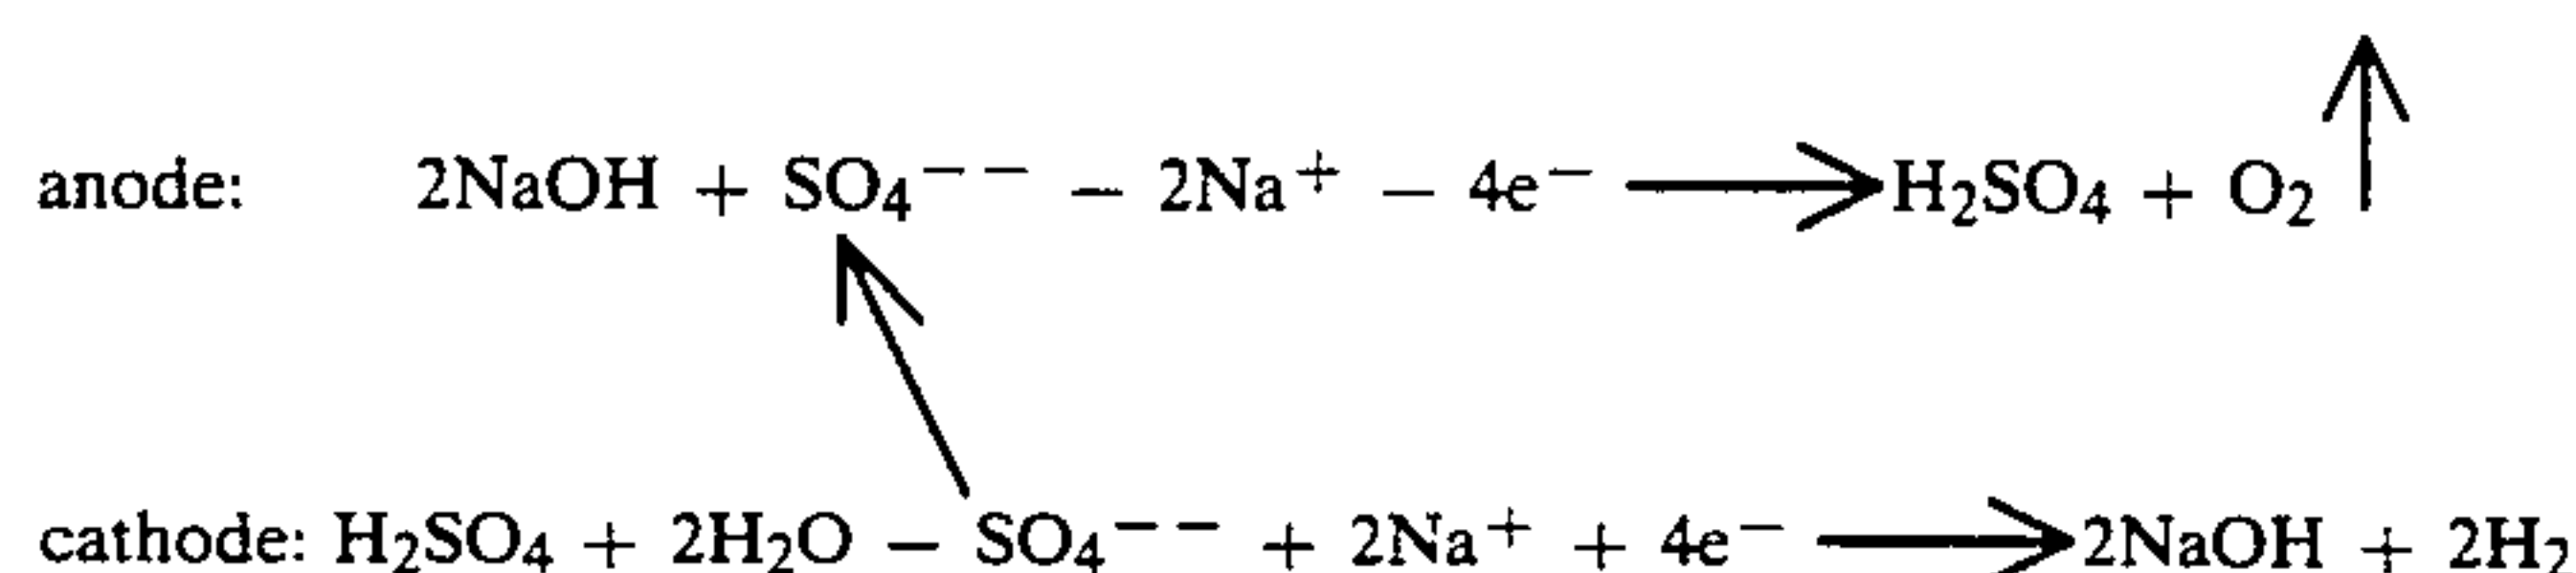 anode: 2NaOH + SO₄⁻⁻ − 2Na⁺ − 4e⁻ ⟶ H₂SO₄ + O₂ ↑
cathode: H₂SO₄ + 2H₂O − SO₄⁻⁻ + 2Na⁺ + 4e⁻ ⟶ 2NaOH + 2H₂